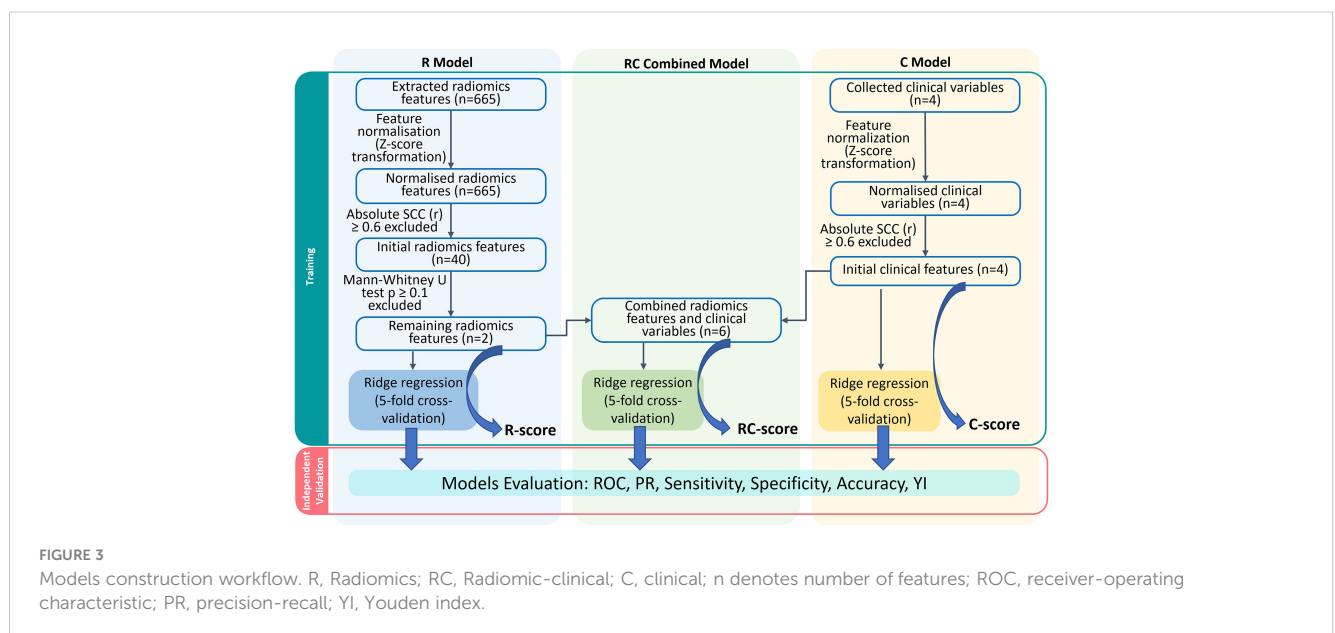 R Model
RC Combined Model
C Model
Training
Extracted radiomics
features (n=665)
Feature
normalisation
(Z-score
transformation)
Normalised radiomics
features (n=665)
Absolute SCC (r)
≥ 0.6 excluded
Initial radiomics features
(n=40)
Mann-Whitney U
test p ≥ 0.1
excluded
Remaining radiomics
features (n=2)
Ridge regression
(5-fold cross-
validation)
R-score
Combined radiomics
features and clinical
variables (n=6)
Ridge regression
(5-fold cross-
validation)
RC-score
Collected clinical variables
(n=4)
Feature
normalization
(Z-score
transformation)
Normalised clinical
variables (n=4)
Absolute SCC (r)
≥ 0.6 excluded
Initial clinical features (n=4)
Ridge regression
(5-fold cross-
validation)
C-score
Independent
Validation
Models Evaluation: ROC, PR, Sensitivity, Specificity, Accuracy, YI
FIGURE 3
Models construction workflow. R, Radiomics; RC, Radiomic-clinical; C, clinical; n denotes number of features; ROC, receiver-operating
characteristic; PR, precision-recall; YI, Youden index.